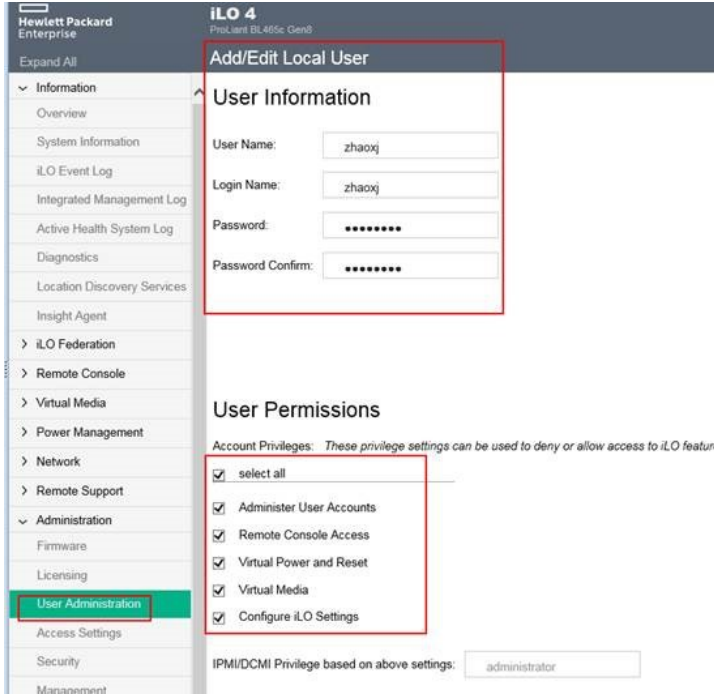 Hewlett Packard
Enterprise
iLO 4
ProLiant BL465c Gen8
Expand All
Add/Edit Local User
Information
Overview
System Information
iLO Event Log
Integrated Management Log
Active Health System Log
Diagnostics
Location Discovery Services
Insight Agent
iLO Federation
Remote Console
Virtual Media
Power Management
Network
Remote Support
Administration
Firmware
Licensing
User Administration
Access Settings
Security
Management
User Information
User Name: zhaoxj
Login Name: zhaoxj
Password: ••••••••
Password Confirm: ••••••••
User Permissions
Account Privileges: These privilege settings can be used to deny or allow access to iLO featur
select all
Administer User Accounts
Remote Console Access
Virtual Power and Reset
Virtual Media
Configure iLO Settings
IPMI/DCMI Privilege based on above settings: administrator